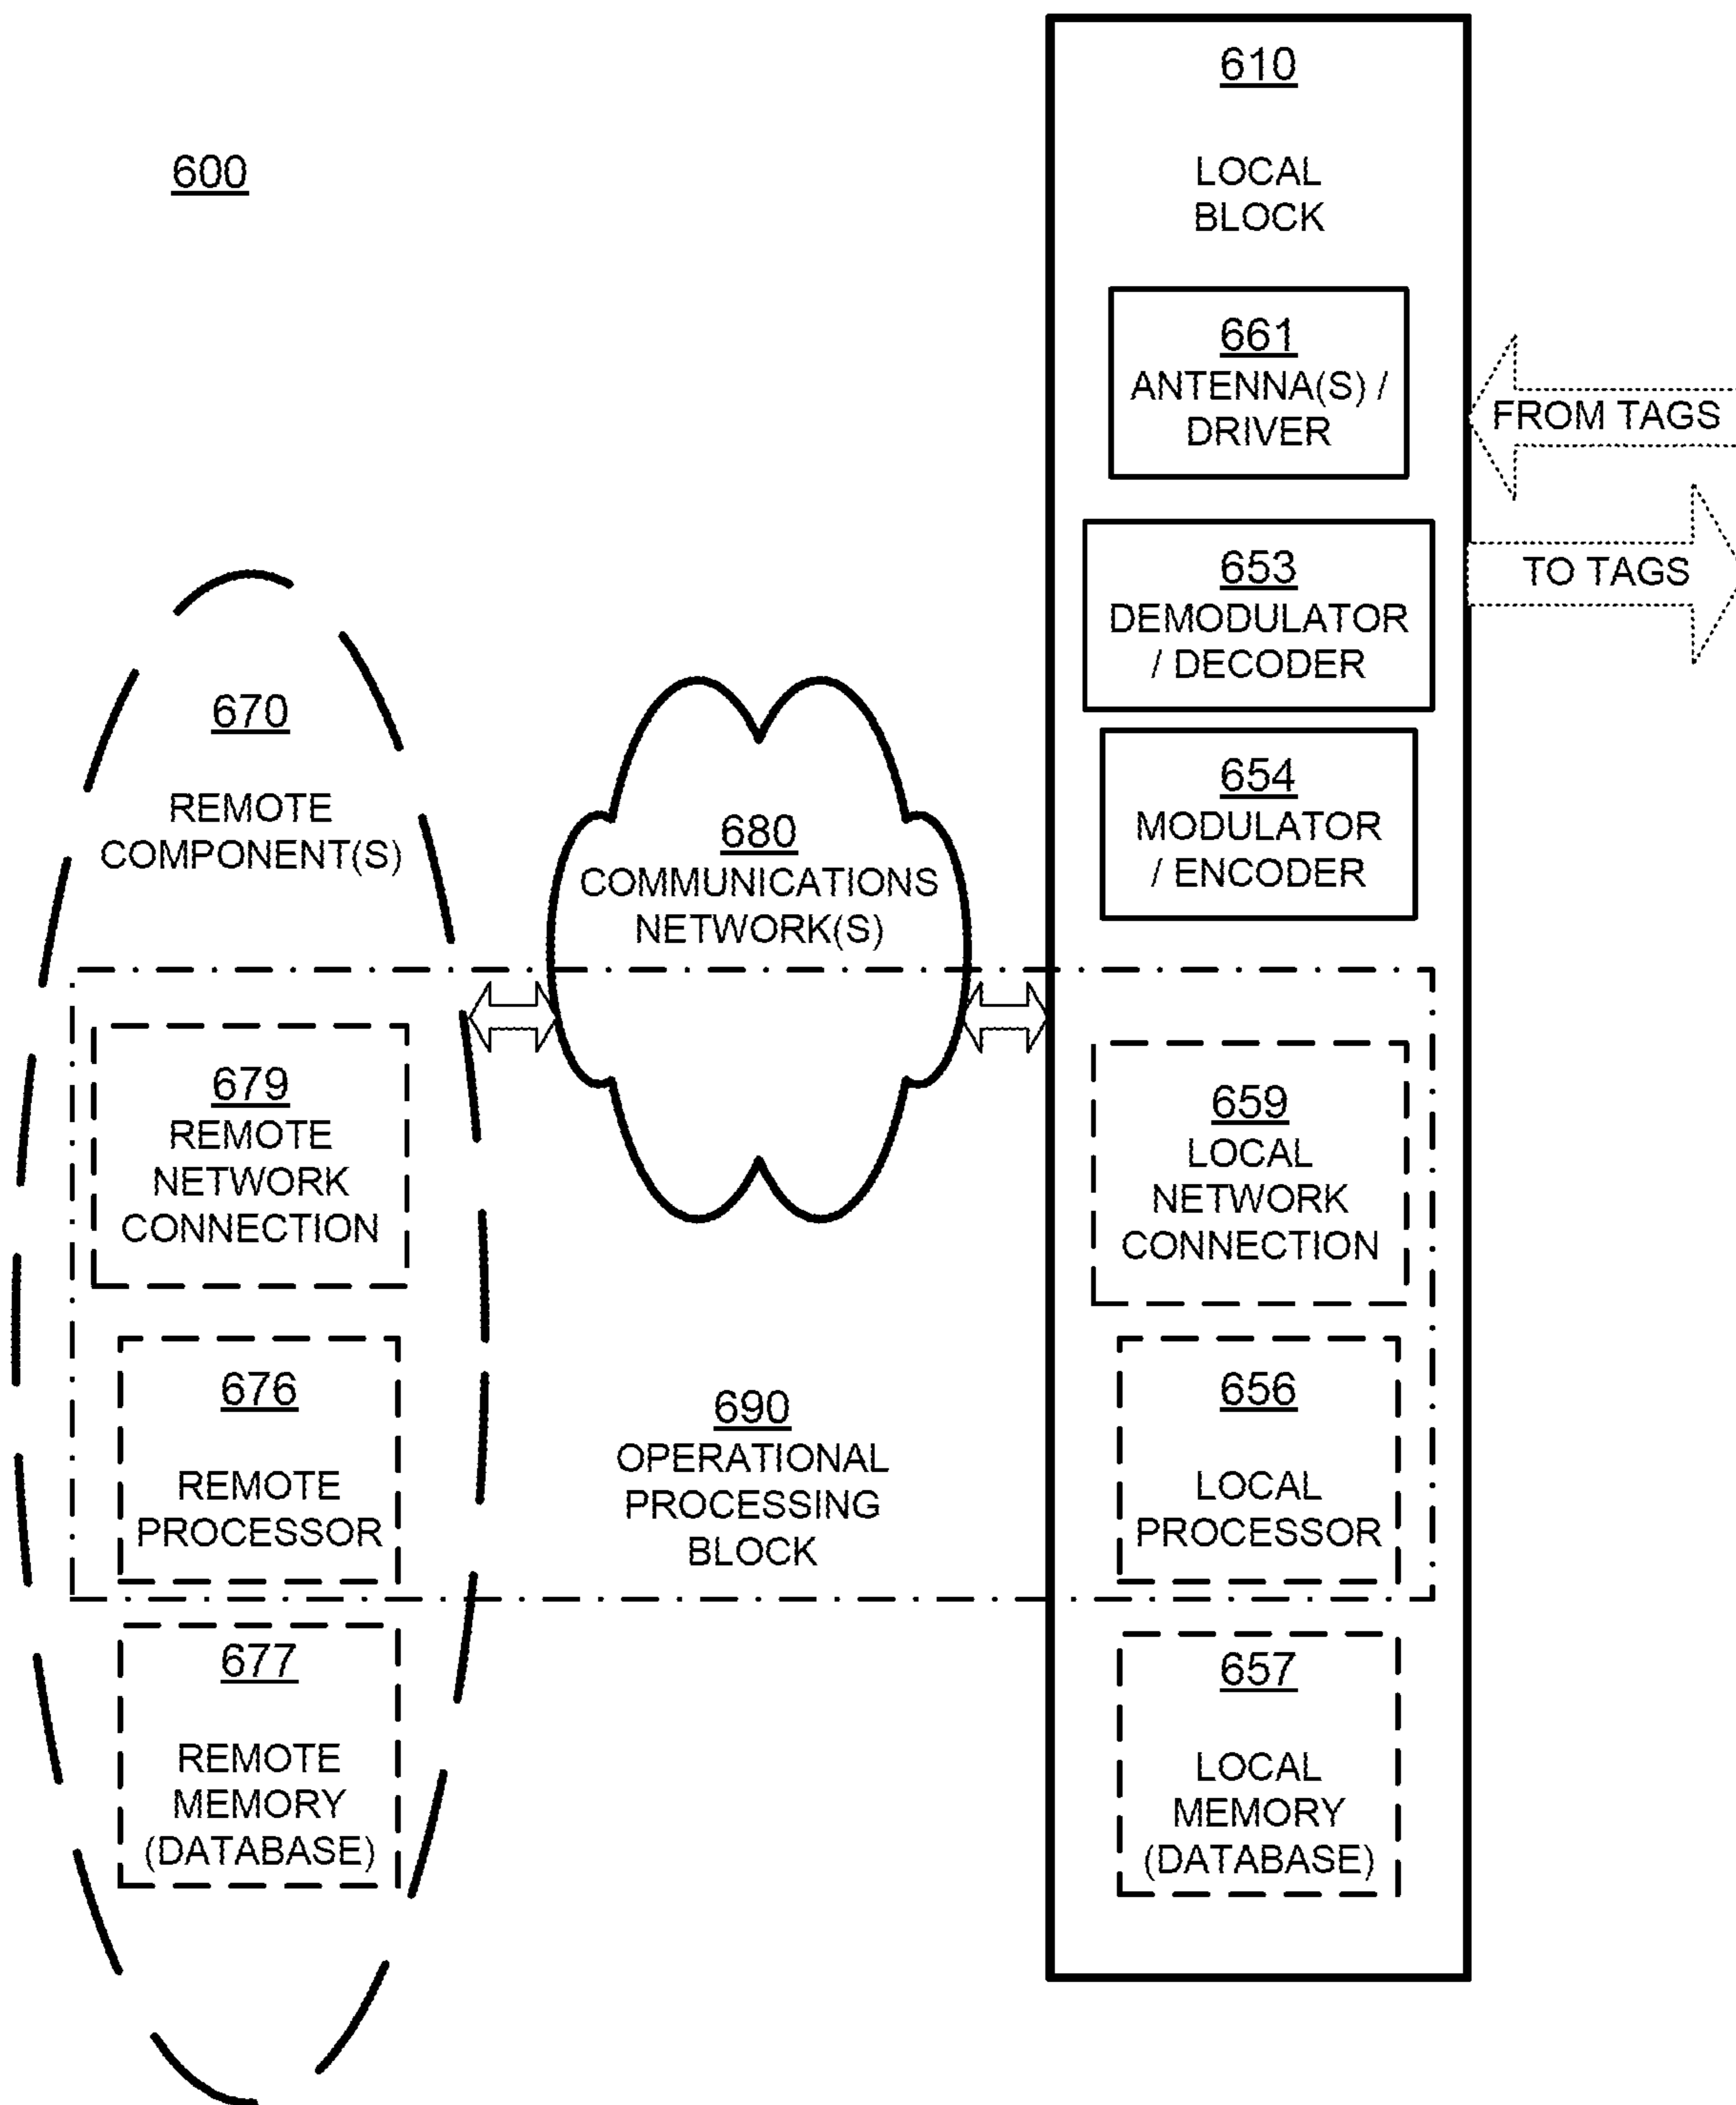 600
610
LOCAL
BLOCK
661
ANTENNA(S) /
DRIVER
FROM TAGS
653
DEMODULATOR
/ DECODER
TO TAGS
654
MODULATOR
/ ENCODER
670
REMOTE
COMPONENT(S)
680
COMMUNICATIONS
NETWORK(S)
679
REMOTE
NETWORK
CONNECTION
659
LOCAL
NETWORK
CONNECTION
676
REMOTE
PROCESSOR
690
OPERATIONAL
PROCESSING
BLOCK
656
LOCAL
PROCESSOR
677
REMOTE
MEMORY
(DATABASE)
657
LOCAL
MEMORY
(DATABASE)